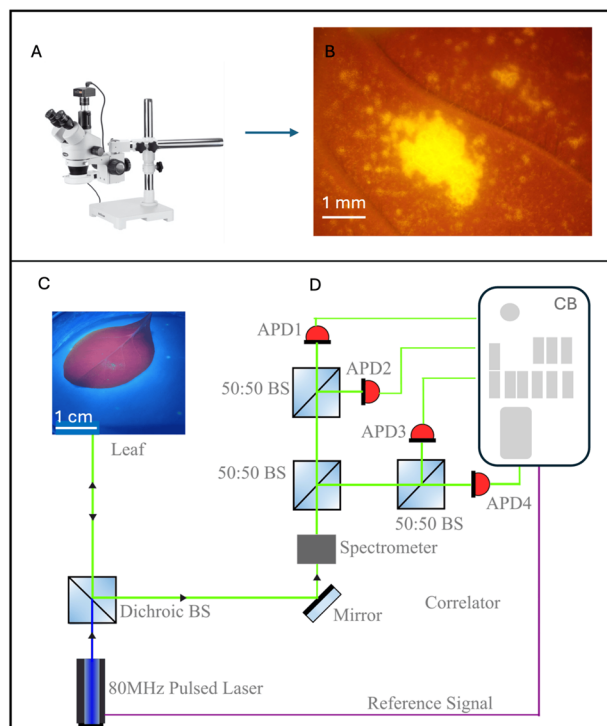 A
B
1 mm
C
D
CB
APD1
APD2
50:50 BS
APD3
1 cm
Leaf
50:50 BS
APD4
50:50 BS
Spectrometer
Dichroic BS
Mirror
Correlator
80MHz Pulsed Laser
Reference Signal